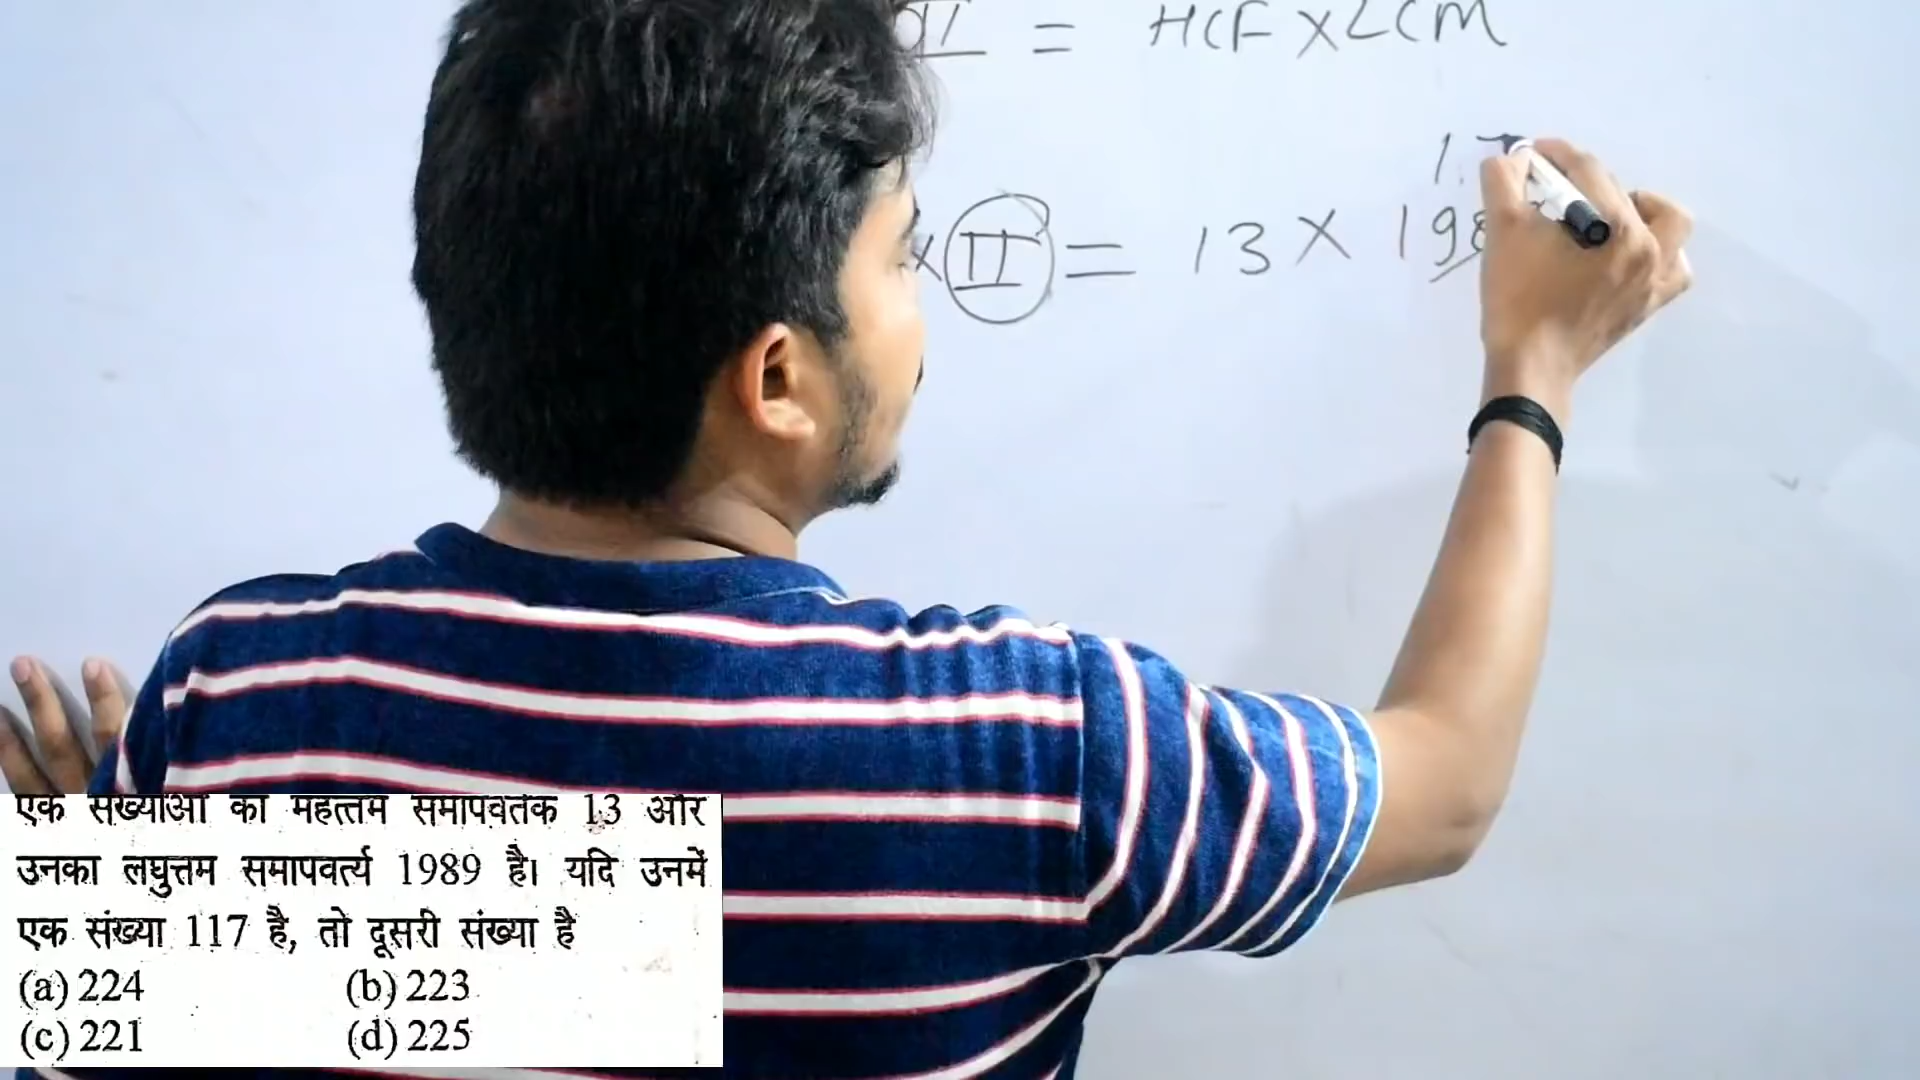 = HCF X LCM
X II = 13 X 198
एक संख्याओं का महत्तम समापवर्तक 13 और
उनका लघुत्तम समापवर्त्य 1989 है। यदि उनमें
एक संख्या 117 है, तो दूसरी संख्या है
(a) 224 (b) 223
(c) 221 (d) 225